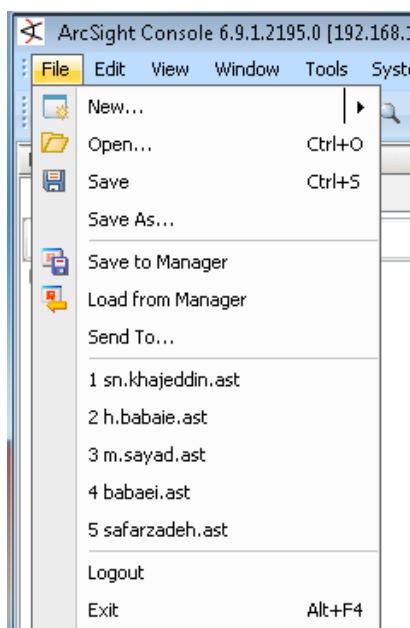 ArcSight Console 6.9.1.2195.0 [192.168.1
File Edit View Window Tools Syst
New...
Open... Ctrl+O
Save Ctrl+S
Save As...
Save to Manager
Load from Manager
Send To...
1 sn.khajeddin.ast
2 h.babaie.ast
3 m.sayad.ast
4 babaei.ast
5 safarzadeh.ast
Logout
Exit Alt+F4